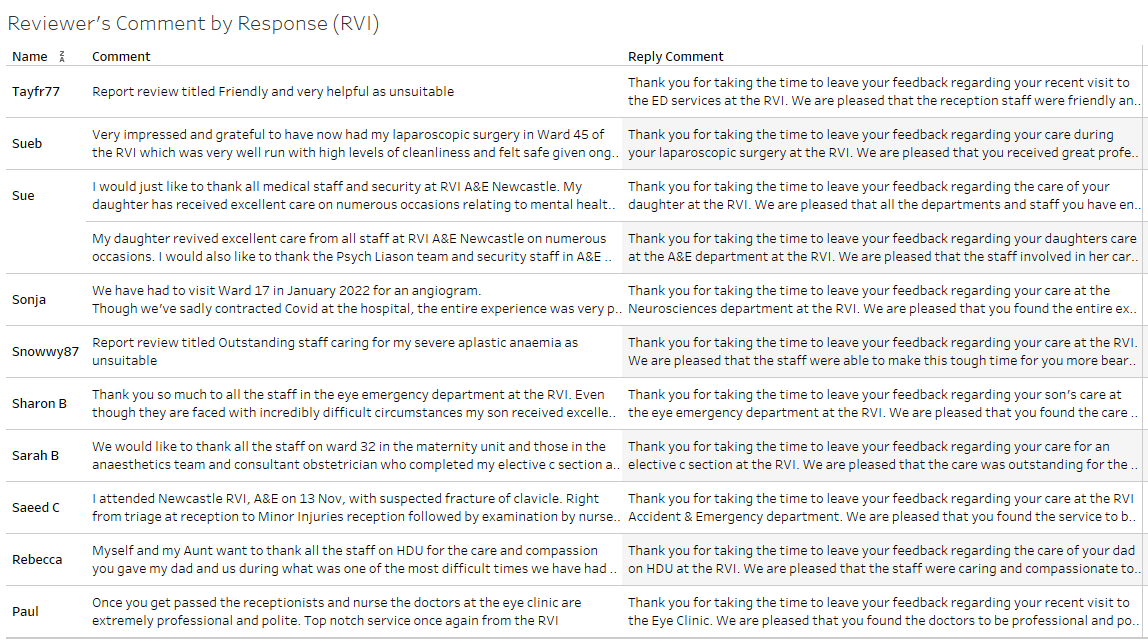 Reviewer's Comment by Response (RVI)
Name Comment Reply Comment
Tayfr77
Report review titled Friendly and very helpful as unsuitable
Thank you for taking the time to leave your feedback regarding your recent visit to
the ED services at the RVI. We are pleased that the reception staff were friendly an..
Sueb
Very impressed and grateful to have now had my laparoscopic surgery in Ward 45 of
the RVI which was very well run with high levels of cleanliness and felt safe given ong..
Thank you for taking the time to leave your feedback regarding your care during
your laparoscopic surgery at the RVI. We are pleased that you received great profe..
Sue
I would just like to thank all medical staff and security at RVI A&E Newcastle. My
daughter has received excellent care on numerous occasions relating to mental healt..
Thank you for taking the time to leave your feedback regarding the care of your
daughter at the RVI. We are pleased that all the departments and staff you have en..
My daughter revived excellent care from all staff at RVI A&E Newcastle on numerous
occasions. I would also like to thank the Psych Liason team and security staff in A&E ..
Thank you for taking the time to leave your feedback regarding your daughters care
at the A&E department at the RVI. We are pleased that the staff involved in her car..
Sonja
We have had to visit Ward 17 in January 2022 for an angiogram.
Though we've sadly contracted Covid at the hospital, the entire experience was very p..
Thank you for taking the time to leave your feedback regarding your care at the
Neurosciences department at the RVI. We are pleased that you found the entire ex..
Snowwy87
Report review titled Outstanding staff caring for my severe aplastic anaemia as
unsuitable
Thank you for taking the time to leave your feedback regarding your care at the RVI.
We are pleased that the staff were able to make this tough time for you more bear..
Sharon B
Thank you so much to all the staff in the eye emergency department at the RVI. Even
though they are faced with incredibly difficult circumstances my son received excelle..
Thank you for taking the time to leave your feedback regarding your son's care at
the eye emergency department at the RVI. We are pleased that you found the care ..
Sarah B
We would like to thank all the staff on ward 32 in the maternity unit and those in the
anaesthetics team and consultant obstetrician who completed my elective c section a..
Thank you for taking the time to leave your feedback regarding your care for an
elective c section at the RVI. We are pleased that the care was outstanding for the ..
Saeed C
I attended Newcastle RVI, A&E on 13 Nov, with suspected fracture of clavicle. Right
from triage at reception to Minor Injuries reception followed by examination by nurse..
Thank you for taking the time to leave your feedback regarding your care at the RVI
Accident & Emergency department. We are pleased that you found the service to b..
Rebecca
Myself and my Aunt want to thank all the staff on HDU for the care and compassion
you gave my dad and us during what was one of the most difficult times we have had ..
Thank you for taking the time to leave your feedback regarding the care of your dad
on HDU at the RVI. We are pleased that the staff were caring and compassionate to..
Paul
Once you get passed the receptionists and nurse the doctors at the eye clinic are
extremely professional and polite. Top notch service once again from the RVI
Thank you for taking the time to leave your feedback regarding your recent visit to
the Eye Clinic. We are pleased that you found the doctors to be professional and po..